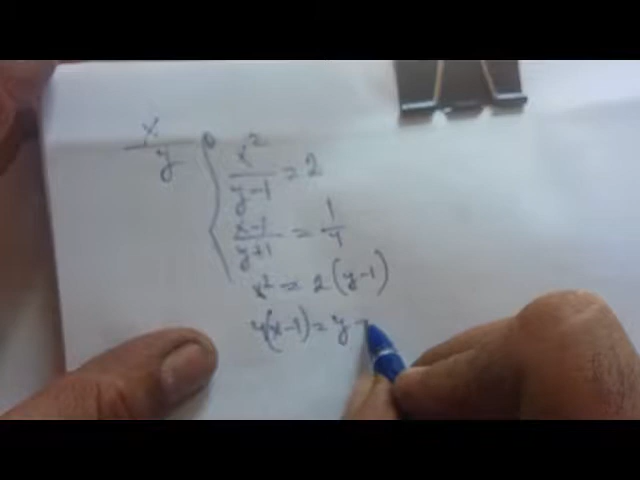 x/y
x²/(y-1) = 2
(x-1)/(y+1) = 1/4
x² = 2(y-1)
4(x-1) = y